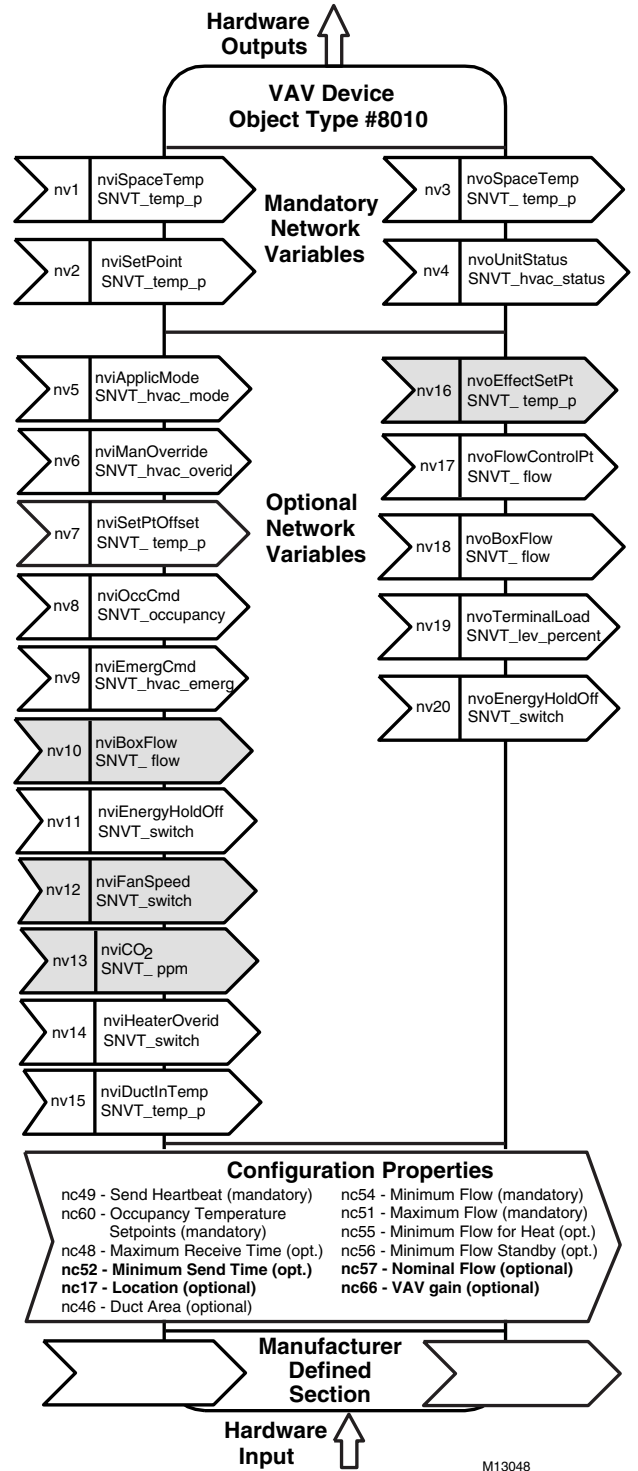 Hardware
Outputs
VAV Device
Object Type #8010
nv1
nviSpaceTemp
SNVT_temp_p
nv2
nviSetPoint
SNVT_temp_p
Mandatory
Network
Variables
nv3
nvoSpaceTemp
SNVT_ temp_p
nv4
nvoUnitStatus
SNVT_hvac_status
nv5
nviApplicMode
SNVT_hvac_mode
nv6
nviManOverride
SNVT_hvac_overid
nv7
nviSetPtOffset
SNVT_ temp_p
nv8
nviOccCmd
SNVT_occupancy
nv9
nviEmergCmd
SNVT_hvac_emerg
nv10
nviBoxFlow
SNVT_ flow
nv11
nviEnergyHoldOff
SNVT_switch
nv12
nviFanSpeed
SNVT_switch
nv13
nviCO2
SNVT_ ppm
nv14
nviHeaterOverid
SNVT_switch
nv15
nviDuctInTemp
SNVT_temp_p
Optional
Network
Variables
nv16
nvoEffectSetPt
SNVT_ temp_p
nv17
nvoFlowControlPt
SNVT_ flow
nv18
nvoBoxFlow
SNVT_ flow
nv19
nvoTerminalLoad
SNVT_lev_percent
nv20
nvoEnergyHoldOff
SNVT_switch
Configuration Properties
nc49 - Send Heartbeat (mandatory)
nc60 - Occupancy Temperature
Setpoints (mandatory)
nc48 - Maximum Receive Time (opt.)
nc52 - Minimum Send Time (opt.)
nc17 - Location (optional)
nc46 - Duct Area (optional)
nc54 - Minimum Flow (mandatory)
nc51 - Maximum Flow (mandatory)
nc55 - Minimum Flow for Heat (opt.)
nc56 - Minimum Flow Standby (opt.)
nc57 - Nominal Flow (optional)
nc66 - VAV gain (optional)
Manufacturer
Defined
Section
Hardware
Input
M13048